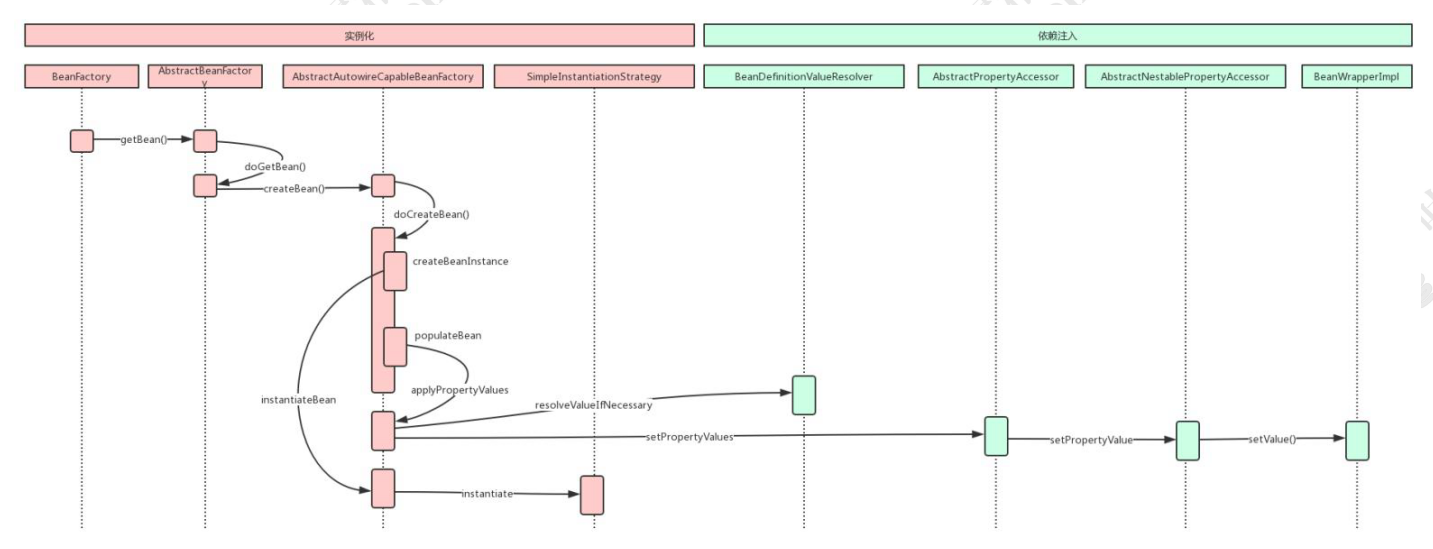 实例化
依赖注入
BeanFactory
AbstractBeanFactor
y
AbstractAutowireCapableBeanFactory
SimpleInstantiationStrategy
BeanDefinitionValueResolver
AbstractPropertyAccessor
AbstractNestablePropertyAccessor
BeanWrapperImpl
getBean()
doGetBean()
createBean()
doCreateBean()
createBeanInstance
populateBean
applyPropertyValues
instantiateBean
resolveValueIfNecessary
setPropertyValues
setPropertyValue
setValue()
instantiate